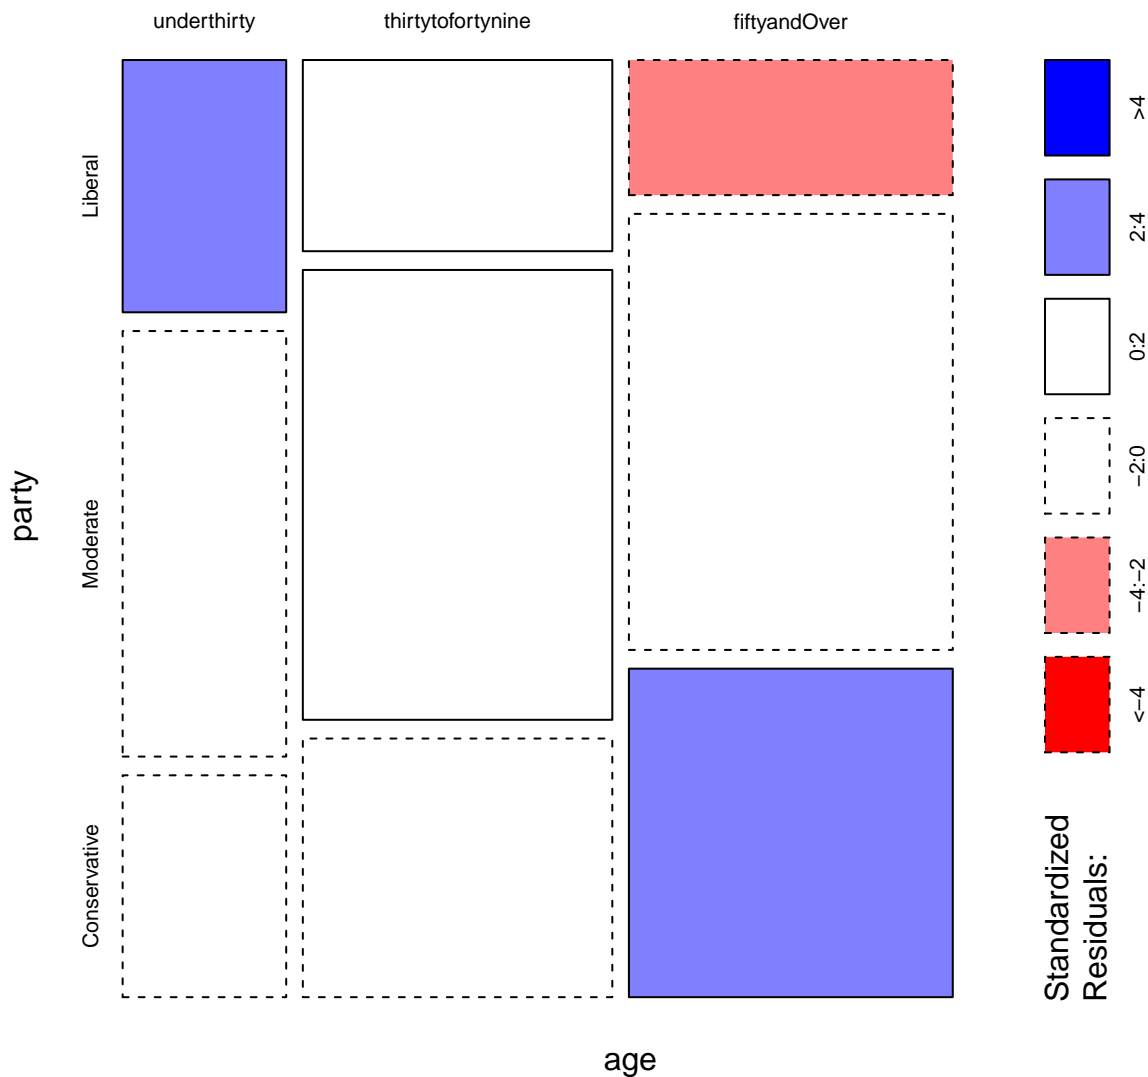 underthirty
thirtytofortynine
fiftyandOver
Liberal
Moderate
Conservative
party
age
Standardized
Residuals:
<−4
−4:−2
−2:0
0:2
2:4
>4